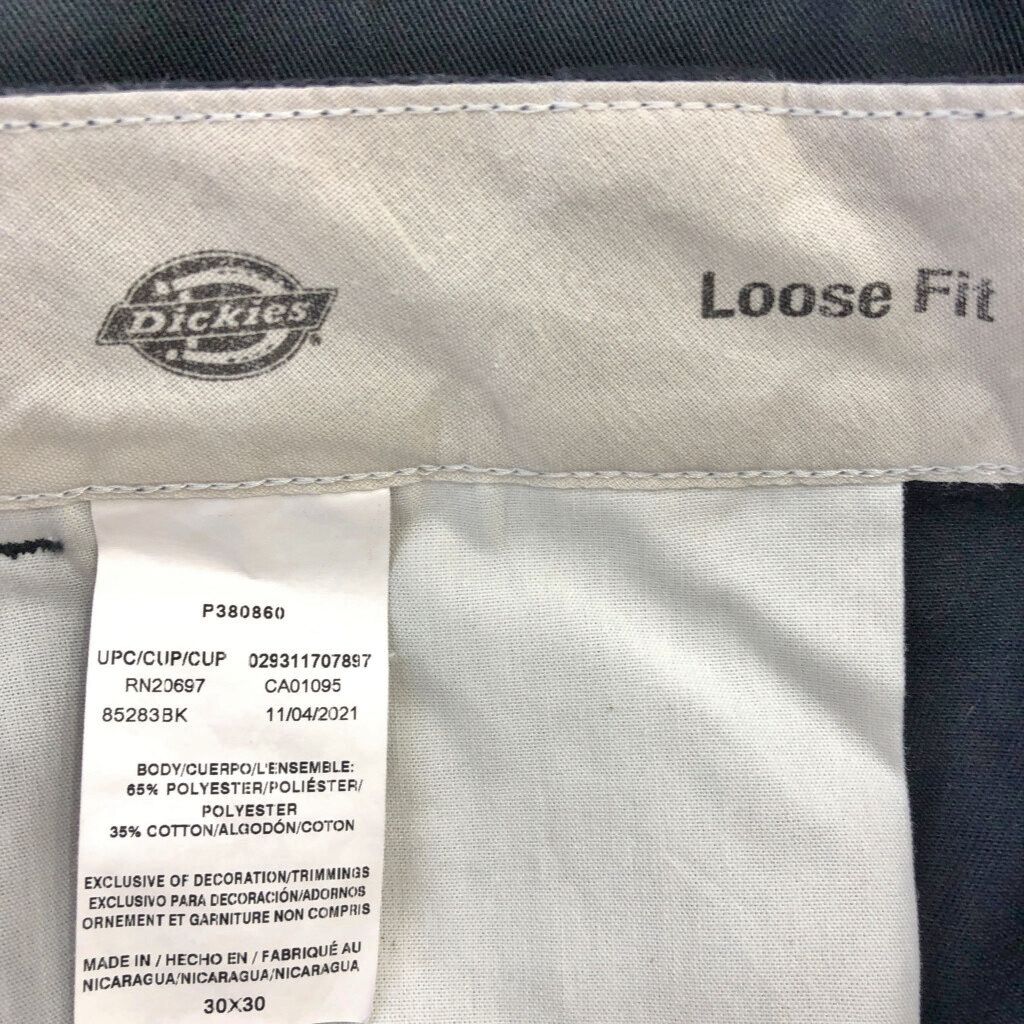 Dickies
Loose Fit
P380860
UPC/CUP/CUP 029311707897
RN20697 CA01095
85283BK 11/04/2021
BODY/CUERPO/L'ENSEMBLE:
65% POLYESTER/POLIÉSTER/
POLYESTER
35% COTTON/ALGODÓN/COTON
EXCLUSIVE OF DECORATION/TRIMMINGS
EXCLUSIVO PARA DECORACIÓN/ADORNOS
ORNEMENT ET GARNITURE NON COMPRIS
MADE IN / HECHO EN / FABRIQUÉ AU
NICARAGUA/NICARAGUA/NICARAGUA
30X30